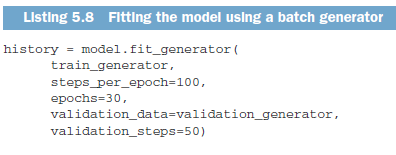 Listing 5.8 Fitting the model using a batch generator
history = model.fit_generator(
train_generator,
steps_per_epoch=100,
epochs=30,
validation_data=validation_generator,
validation_steps=50)